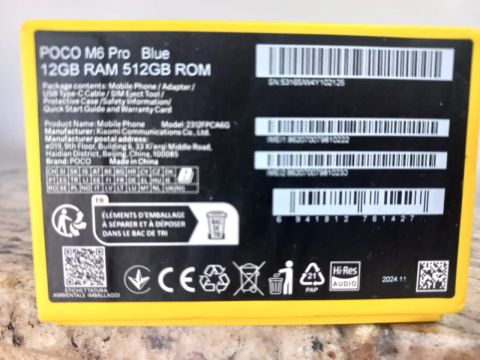 POCO M6 Pro Blue
12GB RAM 512GB ROM
Package contents: Mobile Phone / Adapter /
USB Type-C Cable / SIM Eject Tool /
Protective Case / Safety Information /
Quick Start Guide and Warranty Card
Product Name: Mobile Phone Model: 2312FPCA6G
Manufacturer: Xiaomi Communications Co., Ltd.
#019, 9th Floor, Building 6, 33 Xi'erqi Middle Road,
Haidian District, Beijing, China, 100085
Brand: POCO Made in China
FR
ÉLÉMENTS D'EMBALLAGE
À SÉPARER ET À DÉPOSER
DANS LE BAC DE TRI
ETICHETTATURA
AMBIENTALE IMBALLAGGI
CE
21
PAP
Hi-Res
AUDIO
2024.11
6 941812 761427